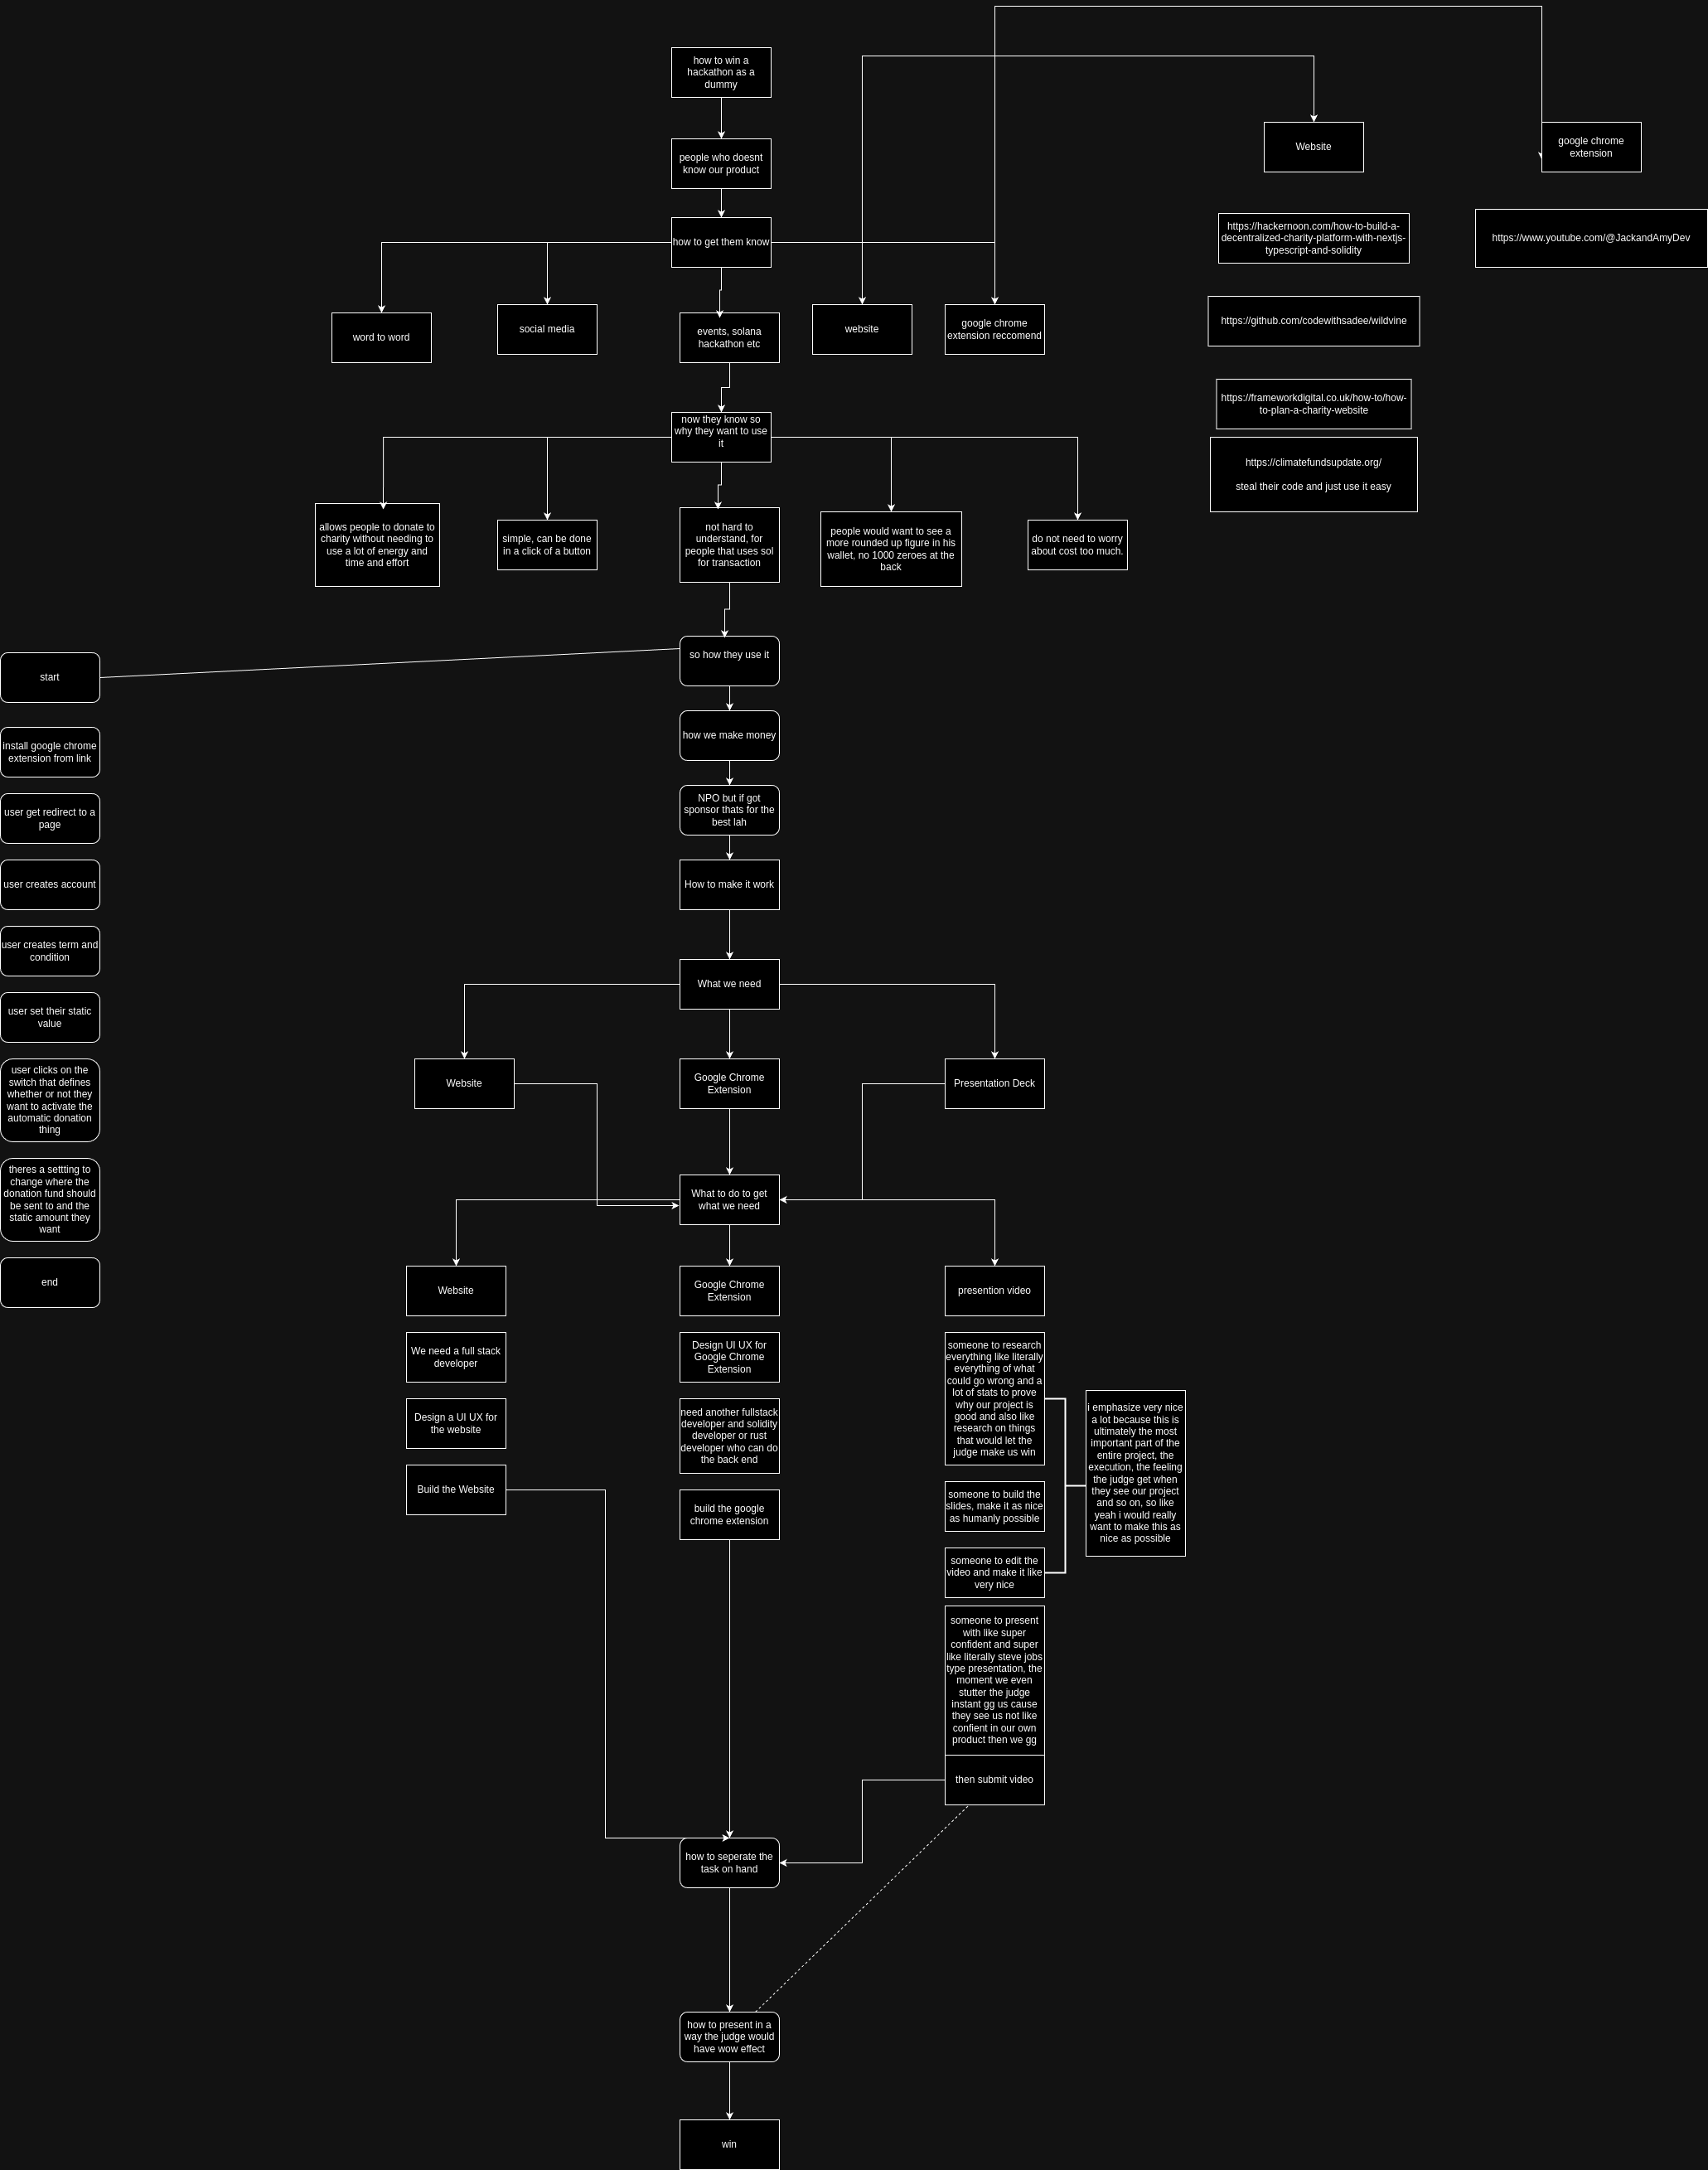 how to win a
hackathon as a
dummy
people who doesnt
know our product
how to get them know
word to word
social media
events, solana
hackathon etc
website
google chrome
extension reccomend
Website
google chrome
extension
https://hackernoon.com/how-to-build-a-
decentralized-charity-platform-with-nextjs-
typescript-and-solidity
https://www.youtube.com/@JackandAmyDev
https://github.com/codewithsadee/wildvine
https://frameworkdigital.co.uk/how-to/how-
to-plan-a-charity-website
https://climatefundsupdate.org/
steal their code and just use it easy
now they know so
why they want to use
it
allows people to donate to
charity without needing to
use a lot of energy and
time and effort
simple, can be done
in a click of a button
not hard to
understand, for
people that uses sol
for transaction
people would want to see a
more rounded up figure in his
wallet, no 1000 zeroes at the
back
do not need to worry
about cost too much.
so how they use it
start
install google chrome
extension from link
user get redirect to a
page
user creates account
user creates term and
condition
user set their static
value
user clicks on the
switch that defines
whether or not they
want to activate the
automatic donation
thing
theres a settting to
change where the
donation fund should
be sent to and the
static amount they
want
end
how we make money
NPO but if got
sponsor thats for the
best lah
How to make it work
What we need
Website
Google Chrome
Extension
Presentation Deck
What to do to get
what we need
Website
We need a full stack
developer
Design a UI UX for
the website
Build the Website
Google Chrome
Extension
Design UI UX for
Google Chrome
Extension
need another fullstack
developer and solidity
developer or rust
developer who can do
the back end
build the google
chrome extension
presention video
someone to research
everything like literally
everything of what
could go wrong and a
lot of stats to prove
why our project is
good and also like
research on things
that would let the
judge make us win
someone to build the
slides, make it as nice
as humanly possible
someone to edit the
video and make it like
very nice
i emphasize very nice
a lot because this is
ultimately the most
important part of the
entire project, the
execution, the feeling
the judge get when
they see our project
and so on, so like
yeah i would really
want to make this as
nice as possible
someone to present
with like super
confident and super
like literally steve jobs
type presentation, the
moment we even
stutter the judge
instant gg us cause
they see us not like
confient in our own
product then we gg
then submit video
how to seperate the
task on hand
how to present in a
way the judge would
have wow effect
win